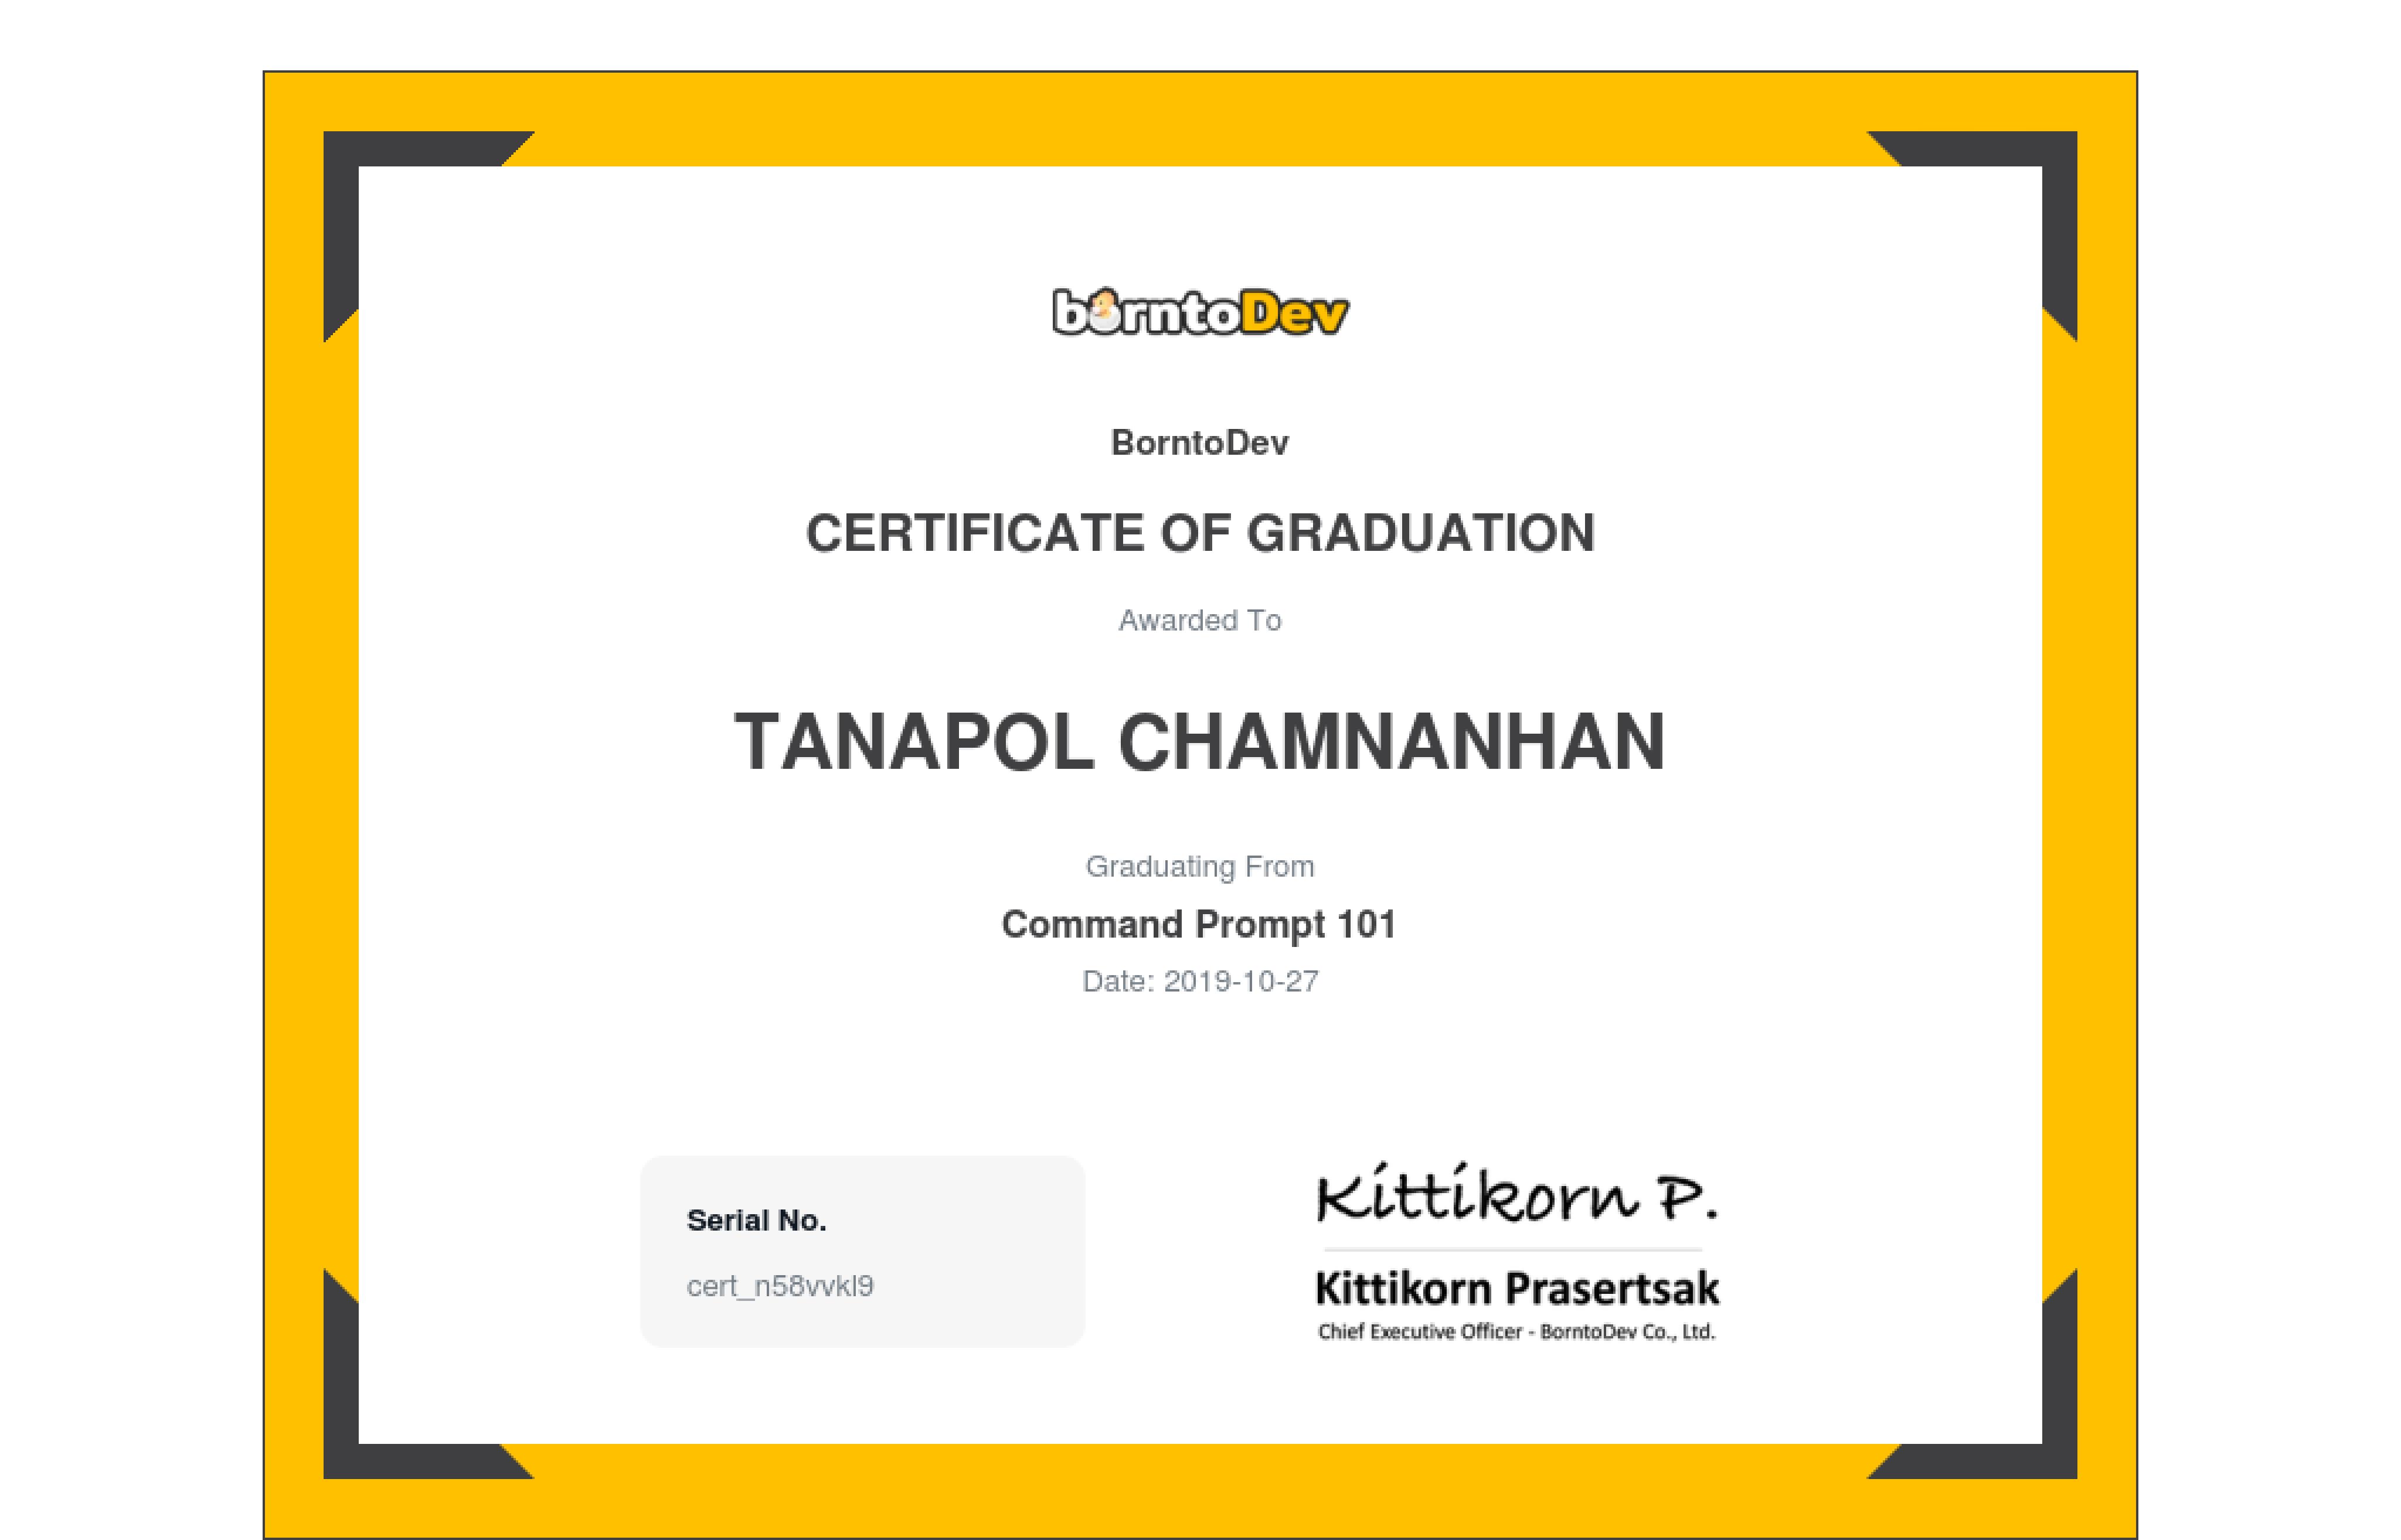 borntoDev
BorntoDev
CERTIFICATE OF GRADUATION
Awarded To
TANAPOL CHAMNANHAN
Graduating From
Command Prompt 101
Date: 2019-10-27
Serial No.
cert_n58vvkl9
Kittikorn P.
Kittikorn Prasertsak
Chief Executive Officer - BorntoDev Co., Ltd.